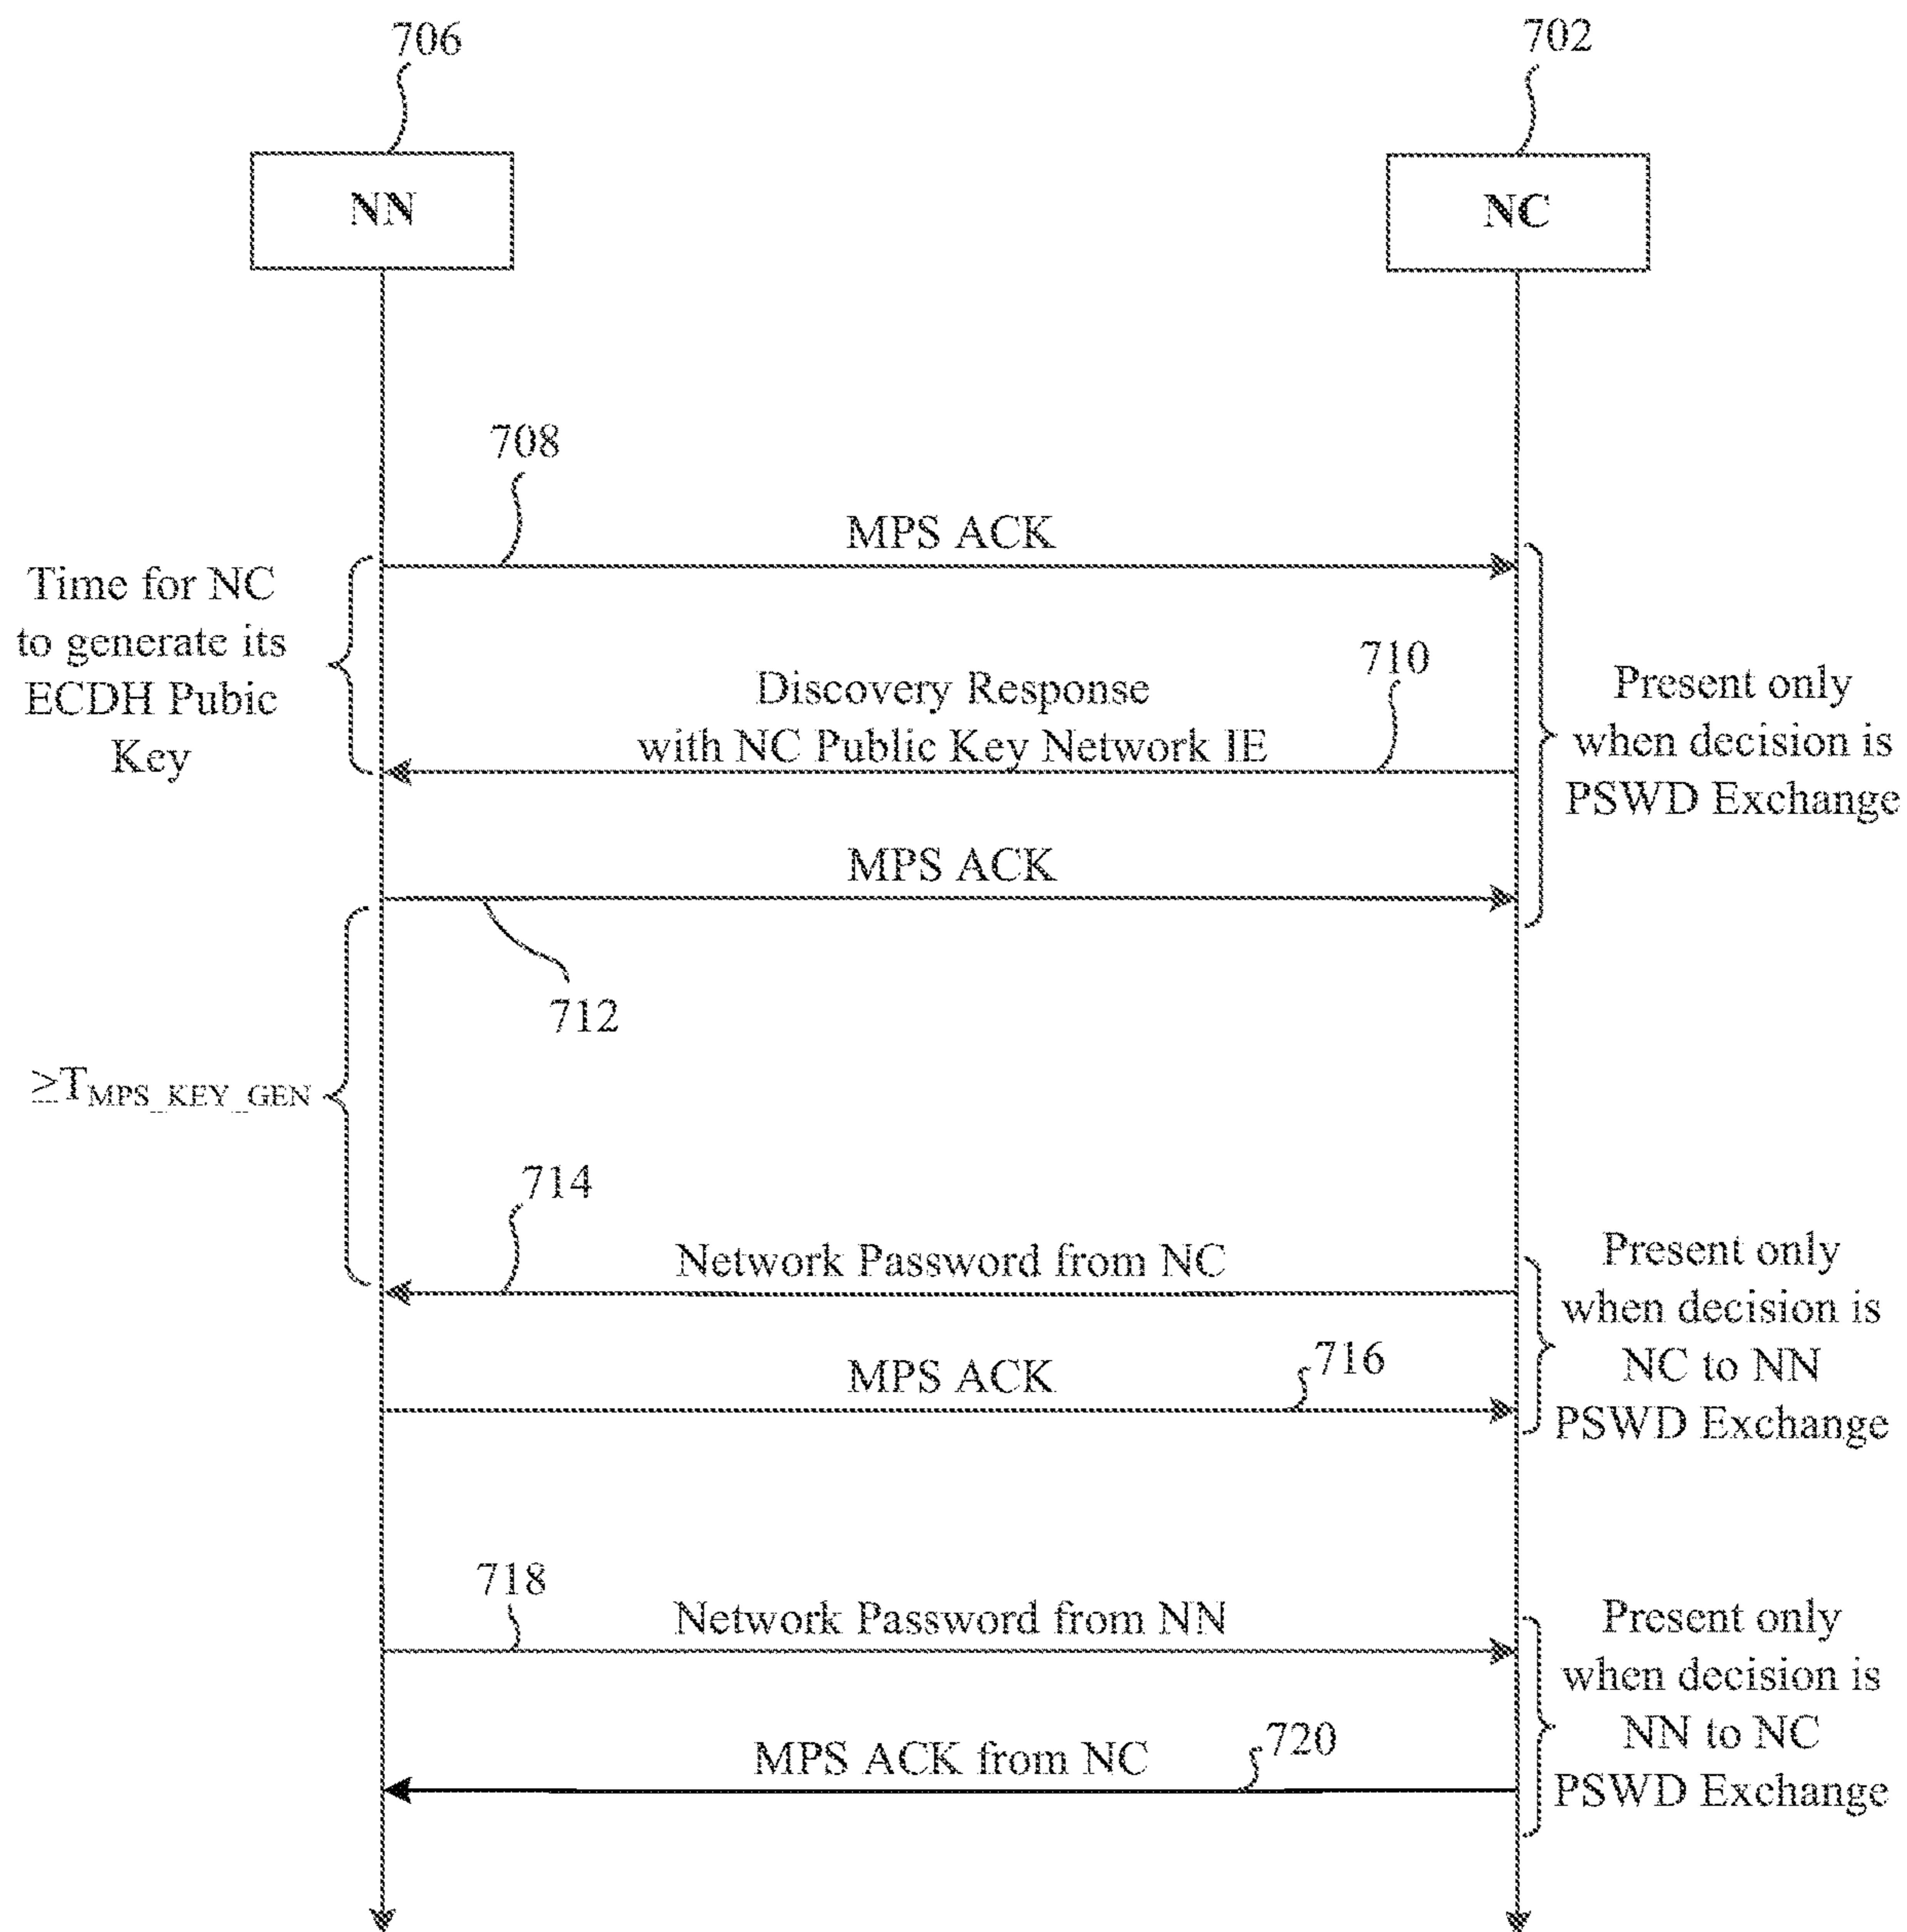 706
702
NN
NC
708
MPS ACK
Time for NC
to generate its
ECDH Pubic
Key
710
Discovery Response
with NC Public Key Network IE
Present only
when decision is
PSWD Exchange
MPS ACK
712
≥TMPS_KEY_GEN
714
Network Password from NC
Present only
when decision is
NC to NN
PSWD Exchange
716
MPS ACK
718
Network Password from NN
Present only
when decision is
NN to NC
PSWD Exchange
720
MPS ACK from NC